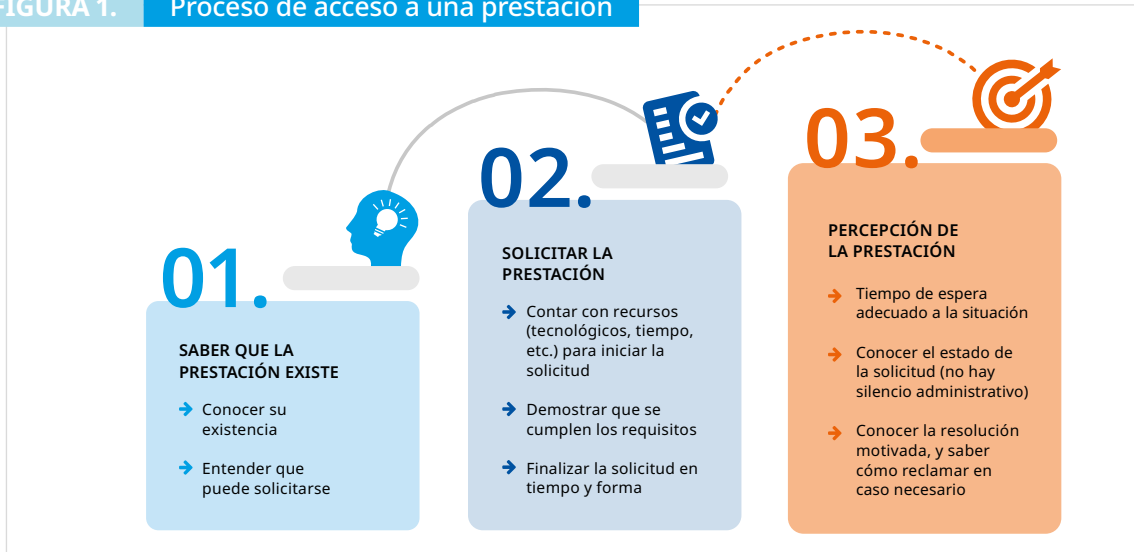 FIGURA 1. Proceso de acceso a una prestación
01.
SABER QUE LA
PRESTACIÓN EXISTE
Conocer su
existencia
Entender que
puede solicitarse
02.
SOLICITAR LA
PRESTACIÓN
Contar con recursos
(tecnológicos, tiempo,
etc.) para iniciar la
solicitud
Demostrar que se
cumplen los requisitos
Finalizar la solicitud en
tiempo y forma
03.
PERCEPCIÓN DE
LA PRESTACIÓN
Tiempo de espera
adecuado a la situación
Conocer el estado de
la solicitud (no hay
silencio administrativo)
Conocer la resolución
motivada, y saber
cómo reclamar en
caso necesario